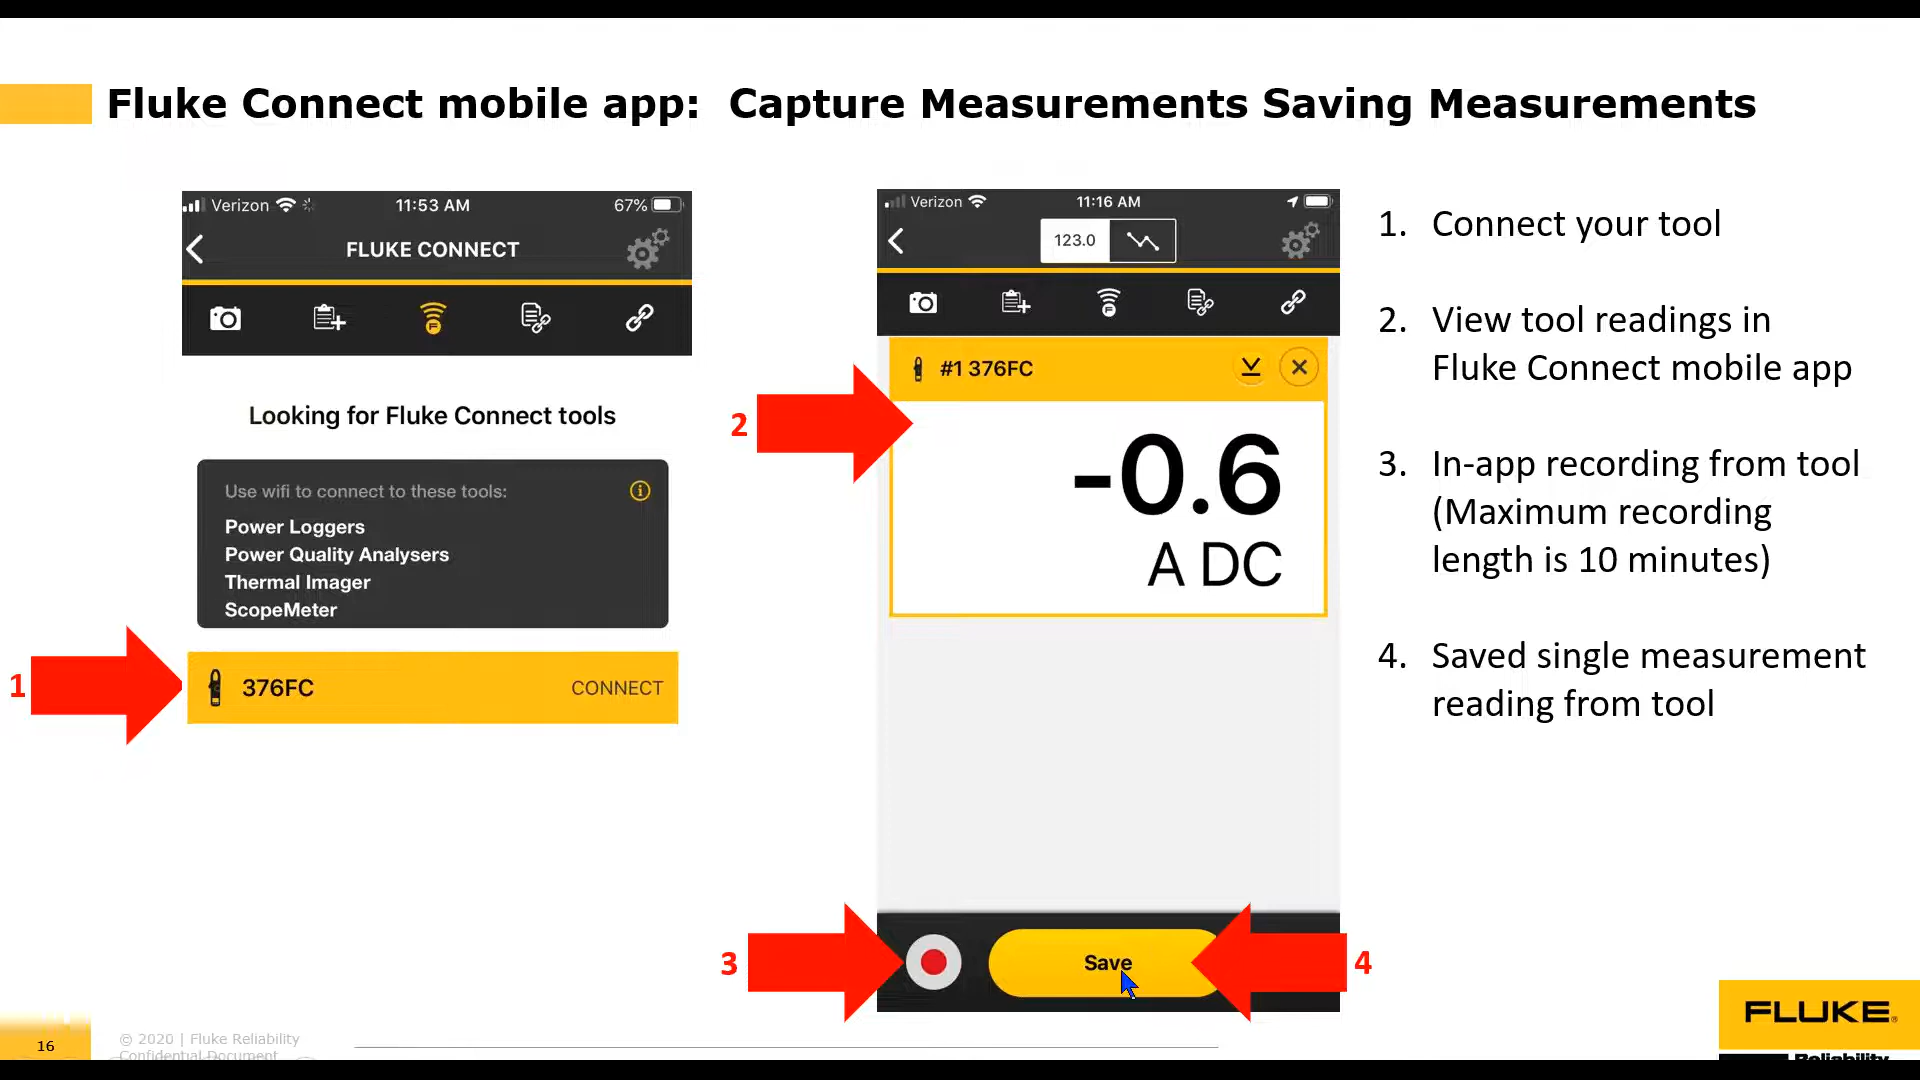 Fluke Connect mobile app:  Capture Measurements Saving Measurements
Verizon 11:53 AM 67%
FLUKE CONNECT
Looking for Fluke Connect tools
Use wifi to connect to these tools:
Power Loggers
Power Quality Analysers
Thermal Imager
ScopeMeter
1
376FC CONNECT
Verizon 11:16 AM
123.0
#1 376FC
2
-0.6
A DC
3
Save
4
1. Connect your tool
2. View tool readings in
Fluke Connect mobile app
3. In-app recording from tool
(Maximum recording
length is 10 minutes)
4. Saved single measurement
reading from tool
16
© 2020 | Fluke Reliability
Confidential Document
FLUKE®
Reliability